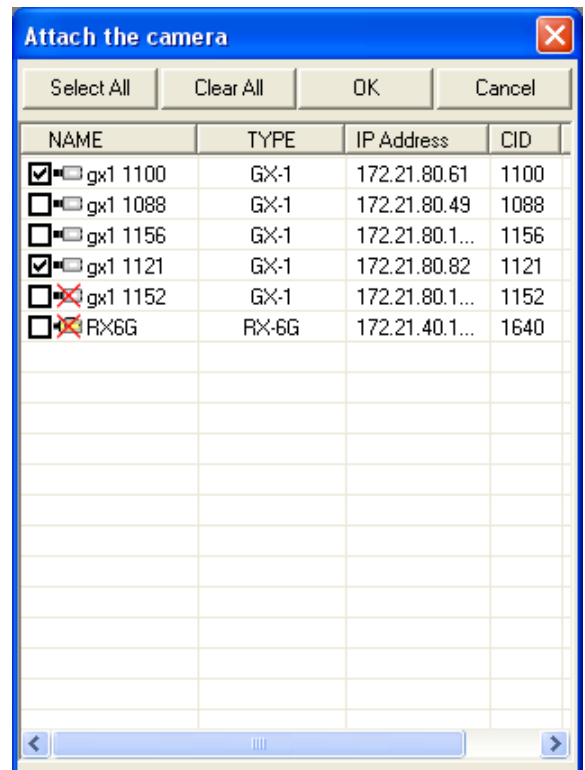 Attach the camera
Select All Clear All OK Cancel
NAME TYPE IP Address CID
gx1 1100 GX-1 172.21.80.61 1100
gx1 1088 GX-1 172.21.80.49 1088
gx1 1156 GX-1 172.21.80.1... 1156
gx1 1121 GX-1 172.21.80.82 1121
gx1 1152 GX-1 172.21.80.1... 1152
RX6G RX-6G 172.21.40.1... 1640